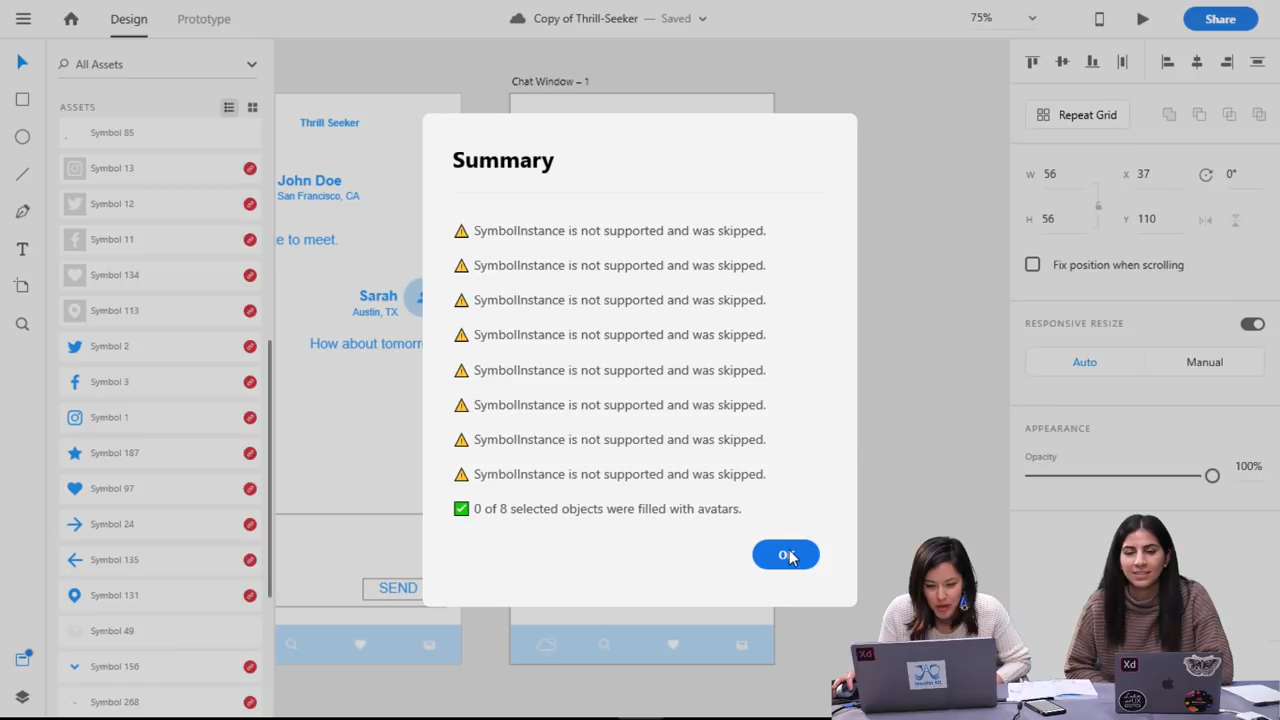 Design
Prototype
Copy of Thrill-Seeker — Saved
75%
Share
All Assets
ASSETS
Symbol 85
Symbol 13
Symbol 12
Symbol 11
Symbol 134
Symbol 113
Symbol 2
Symbol 3
Symbol 1
Symbol 187
Symbol 97
Symbol 24
Symbol 135
Symbol 131
Symbol 49
Symbol 156
Symbol 268
Thrill Seeker
John Doe
San Francisco, CA
e to meet.
Sarah
Austin, TX
How about tomorr
SEND
Chat Window – 1
Summary
SymbolInstance is not supported and was skipped.
SymbolInstance is not supported and was skipped.
SymbolInstance is not supported and was skipped.
SymbolInstance is not supported and was skipped.
SymbolInstance is not supported and was skipped.
SymbolInstance is not supported and was skipped.
SymbolInstance is not supported and was skipped.
SymbolInstance is not supported and was skipped.
0 of 8 selected objects were filled with avatars.
Repeat Grid
W 56 X 37 0°
H 56 Y 110
Fix position when scrolling
RESPONSIVE RESIZE
Auto Manual
APPEARANCE
Opacity
100%
Xd
Xd